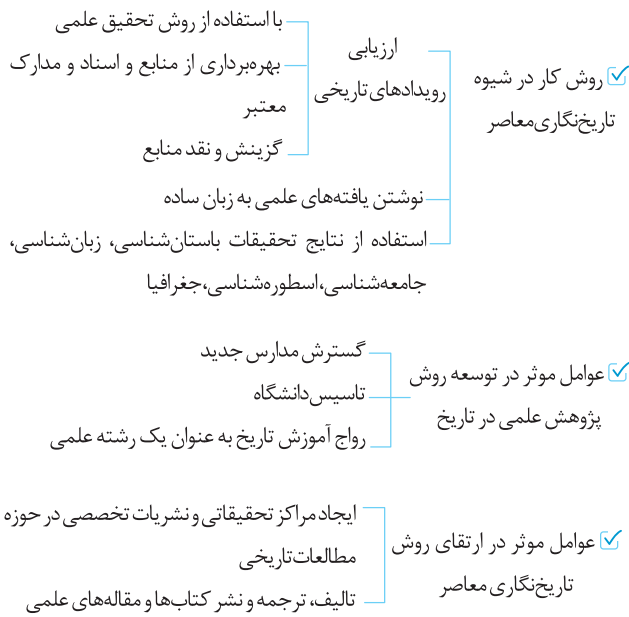 روش کار در شیوه
تاریخ‌نگاری‌معاصر
ارزیابی
رویدادهای‌تاریخی
با استفاده از روش تحقیق علمی
بهره‌برداری از منابع و اسناد و مدارک
معتبر
گزینش و نقد منابع
نوشتن یافته‌های علمی به زبان ساده
استفاده از نتایج تحقیقات باستان‌شناسی، زبان‌شناسی،
جامعه‌شناسی،اسطوره‌شناسی،جغرافیا
عوامل موثر در توسعه روش
پژوهش علمی در تاریخ
گسترش مدارس جدید
تاسیس‌دانشگاه
رواج آموزش تاریخ به عنوان یک رشته علمی
عوامل موثر در ارتقای روش
تاریخ‌نگاری معاصر
ایجاد مراکز تحقیقاتی و نشریات تخصصی در حوزه
مطالعات‌تاریخی
تالیف، ترجمه و نشر کتاب‌ها و مقاله‌های علمی